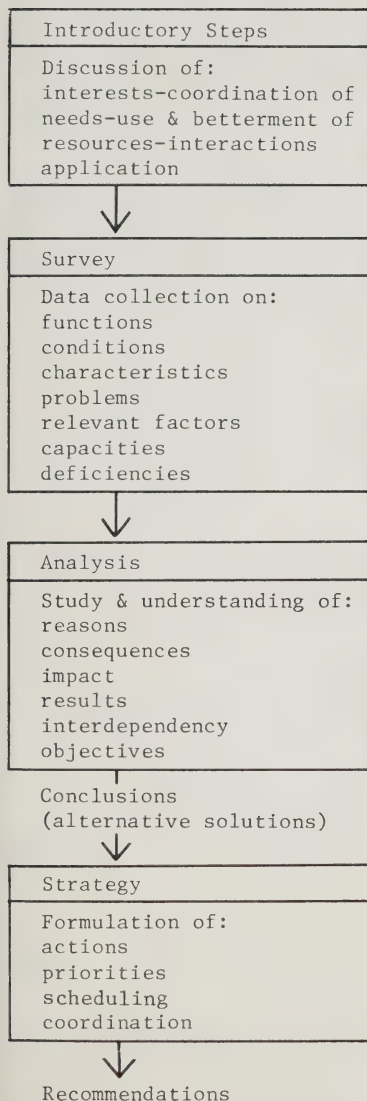 Introductory Steps
Discussion of:
interests-coordination of
needs-use & betterment of
resources-interactions
application
Survey
Data collection on:
functions
conditions
characteristics
problems
relevant factors
capacities
deficiencies
Analysis
Study & understanding of:
reasons
consequences
impact
results
interdependency
objectives
Conclusions
(alternative solutions)
Strategy
Formulation of:
actions
priorities
scheduling
coordination
Recommendations